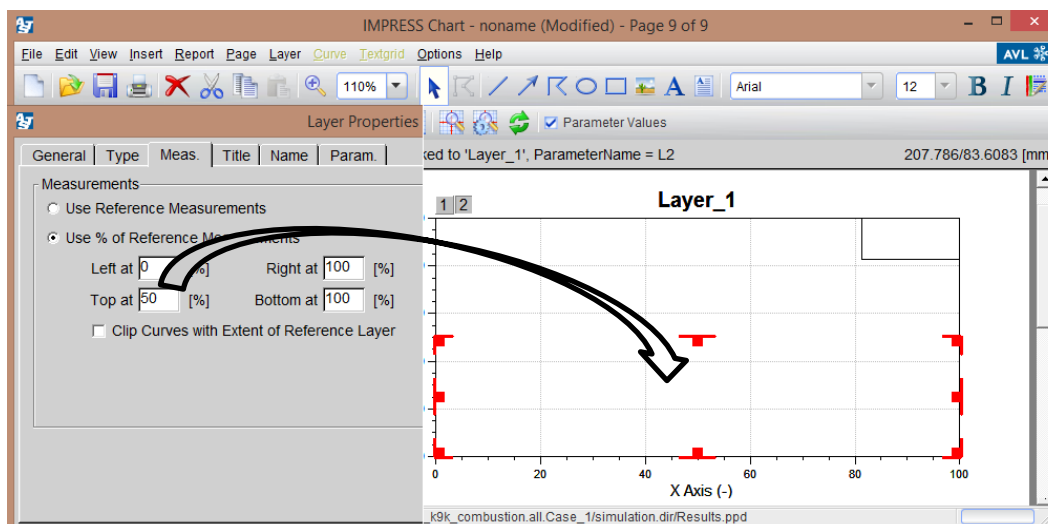 IMPRESS Chart - noname (Modified) - Page 9 of 9
File Edit View Insert Report Page Layer Curve Textgrid Options Help
AVL
110% A Arial 12 B I
Layer Properties
Parameter Values
General Type Meas. Title Name Param.
ked to 'Layer_1', ParameterName = L2 207.786/83.6083 [mm
Measurements
Use Reference Measurements
Use % of Reference Me ments
Left at 0 %] Right at 100 [%]
Top at 50 [%] Bottom at 100 [%]
Clip Curves with Extent of Reference Layer
1 2
Layer_1
0 20 40 60 80 100
X Axis (-)
_k9k_combustion.all.Case_1/simulation.dir/Results.ppd